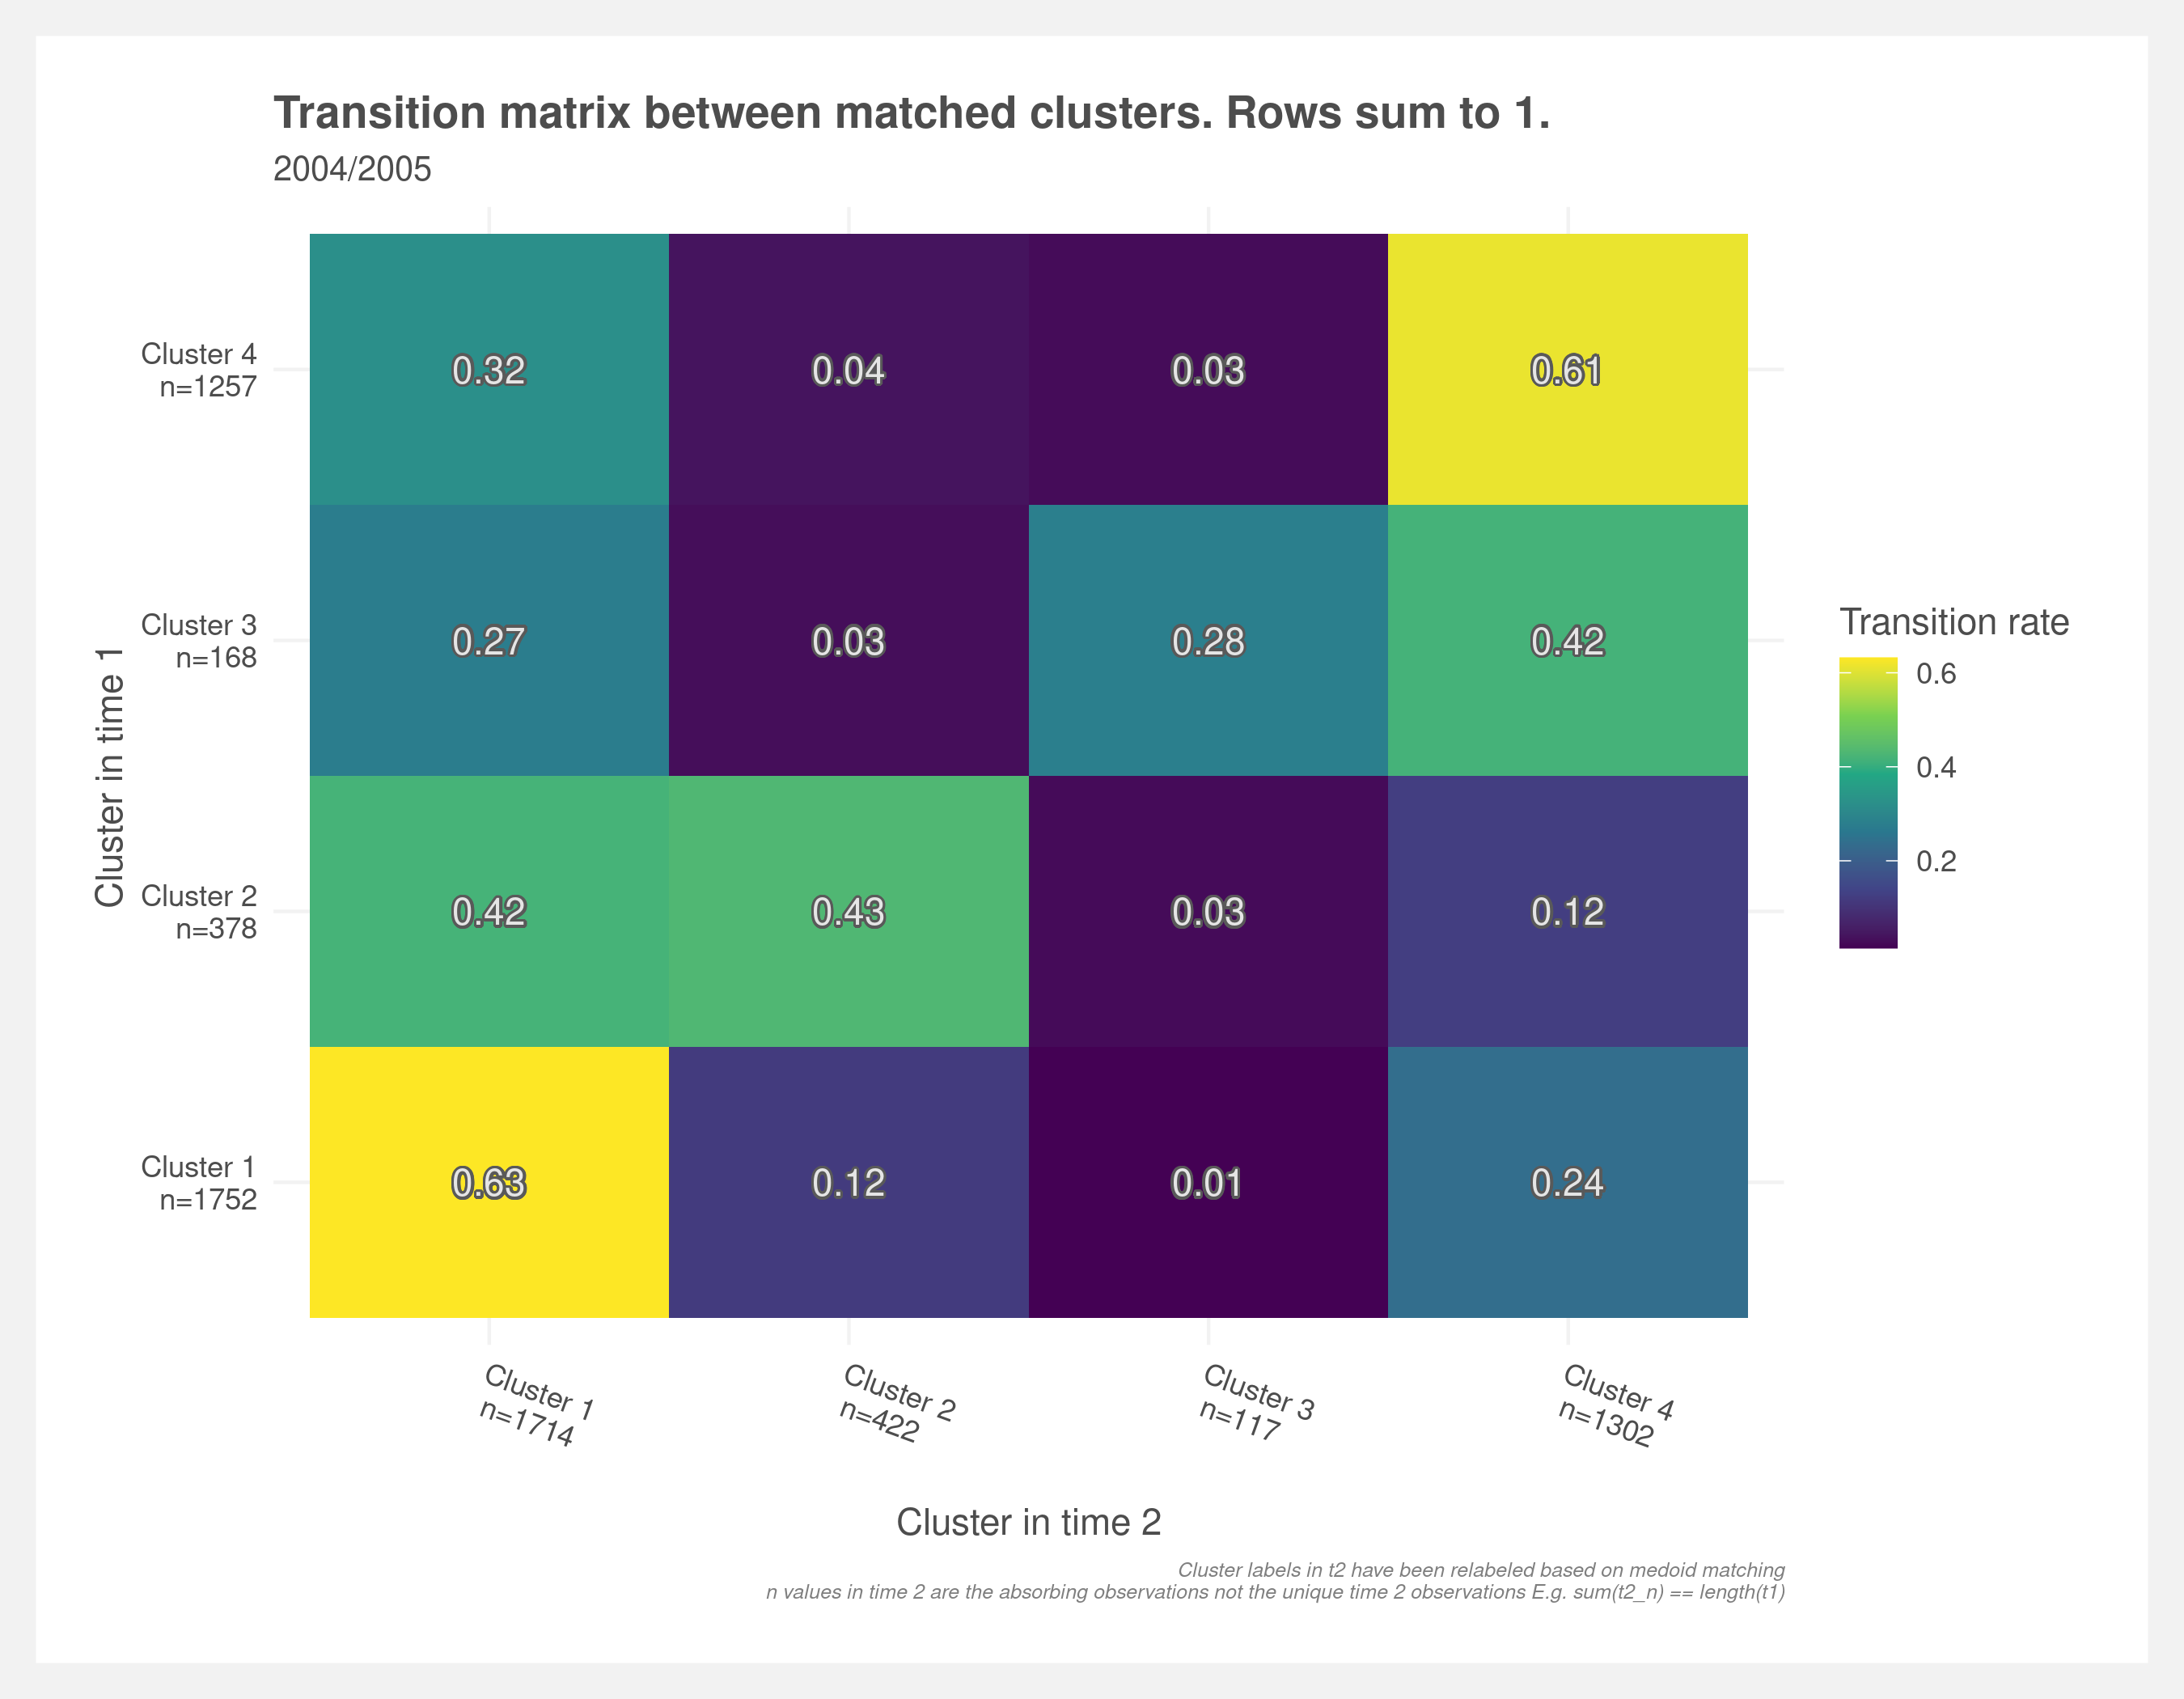 Transition matrix between matched clusters. Rows sum to 1.
2004/2005
Cluster in time 1
Cluster 4
n=1257
0.32 0.04 0.03 0.61
Cluster 3
n=168
0.27 0.03 0.28 0.42
Cluster 2
n=378
0.42 0.43 0.03 0.12
Cluster 1
n=1752
0.63 0.12 0.01 0.24
Cluster 1
n=1714
Cluster 2
n=422
Cluster 3
n=117
Cluster 4
n=1302
Cluster in time 2
Transition rate
0.6
0.4
0.2
Cluster labels in t2 have been relabeled based on medoid matching
n values in time 2 are the absorbing observations not the unique time 2 observations E.g. sum(t2_n) == length(t1)